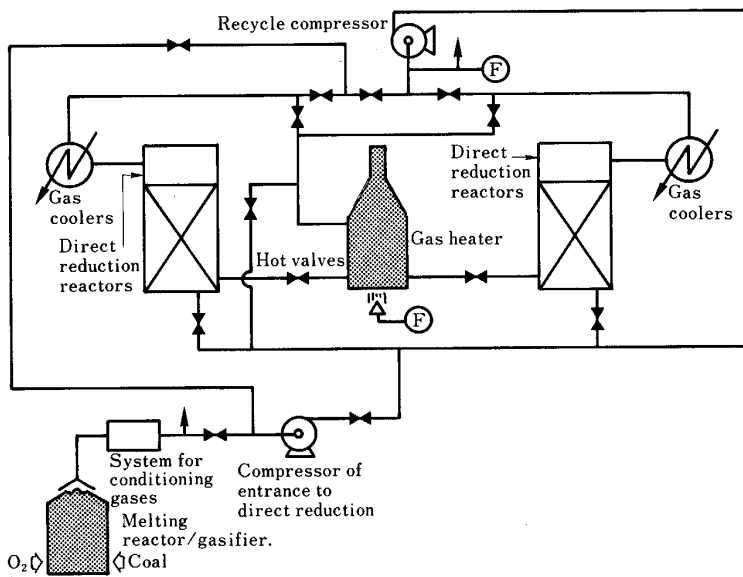 Recycle compressor
F
Gas
coolers
Direct
reduction
reactors
Hot valves
Gas heater
F
Direct
reduction
reactors
Gas
coolers
System for
conditioning
gases
Compressor of
entrance to
direct reduction
Melting
reactor/gasifier.
O₂
Coal